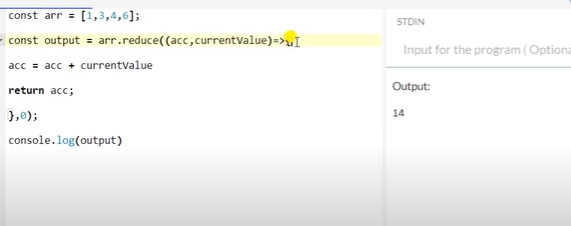 const arr = [1,3,4,6];
const output = arr.reduce((acc,currentValue)=>{
acc = acc + currentValue
return acc;
},0);
console.log(output)
STDIN
Input for the program ( Optiona
Output:
14